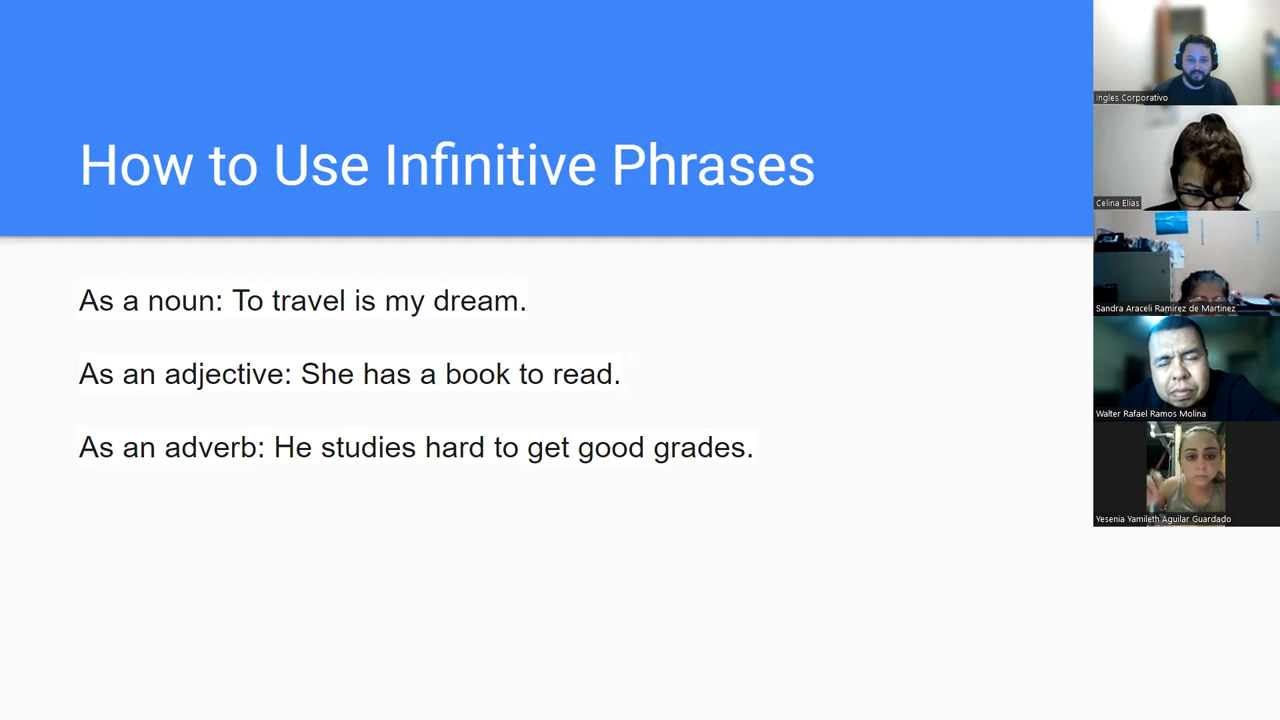 How to Use Infinitive Phrases
As a noun: To travel is my dream.
As an adjective: She has a book to read.
As an adverb: He studies hard to get good grades.
Ingles Corporativo
Celina Elias
Sandra Araceli Ramirez de Martinez
Walter Rafael Ramos Molina
Yesenia Yamileth Aguilar Guardado